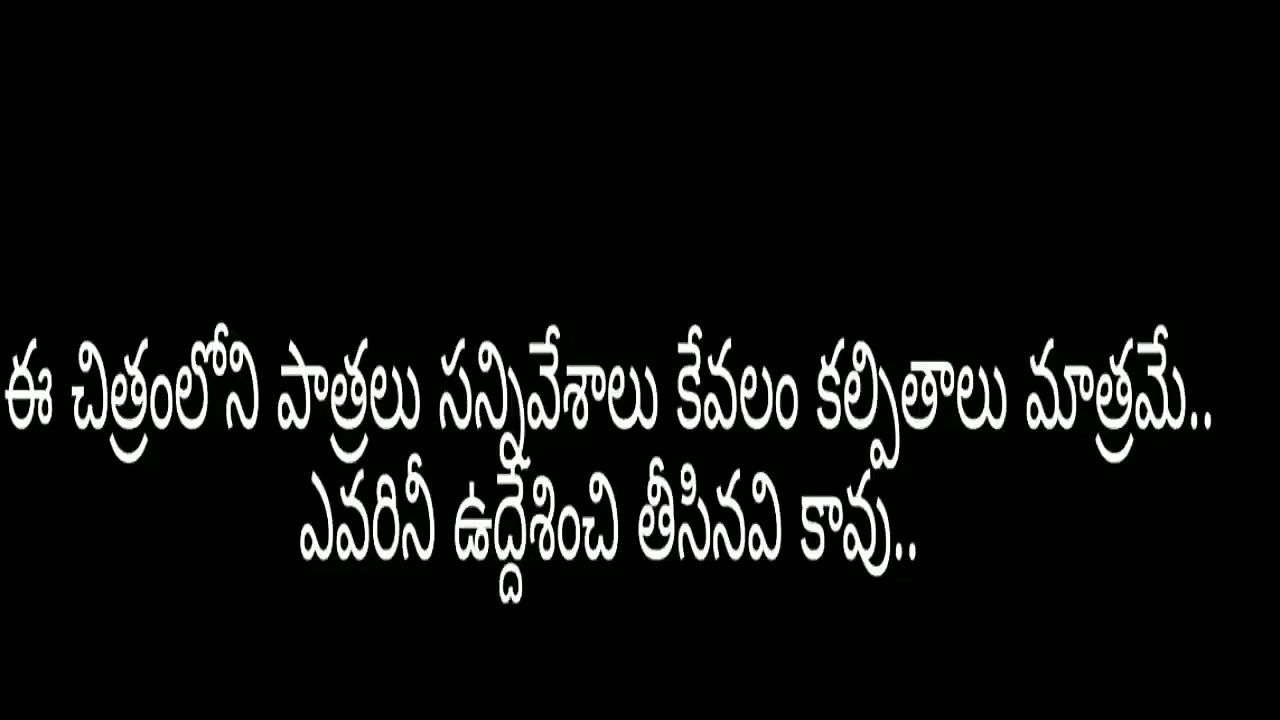 ఈ చిత్రంలోని పాత్రలు సన్నివేశాలు కేవలం కల్పితాలు మాత్రమే..
ఎవరినీ ఉద్దేశించి తీసినవి కావు..